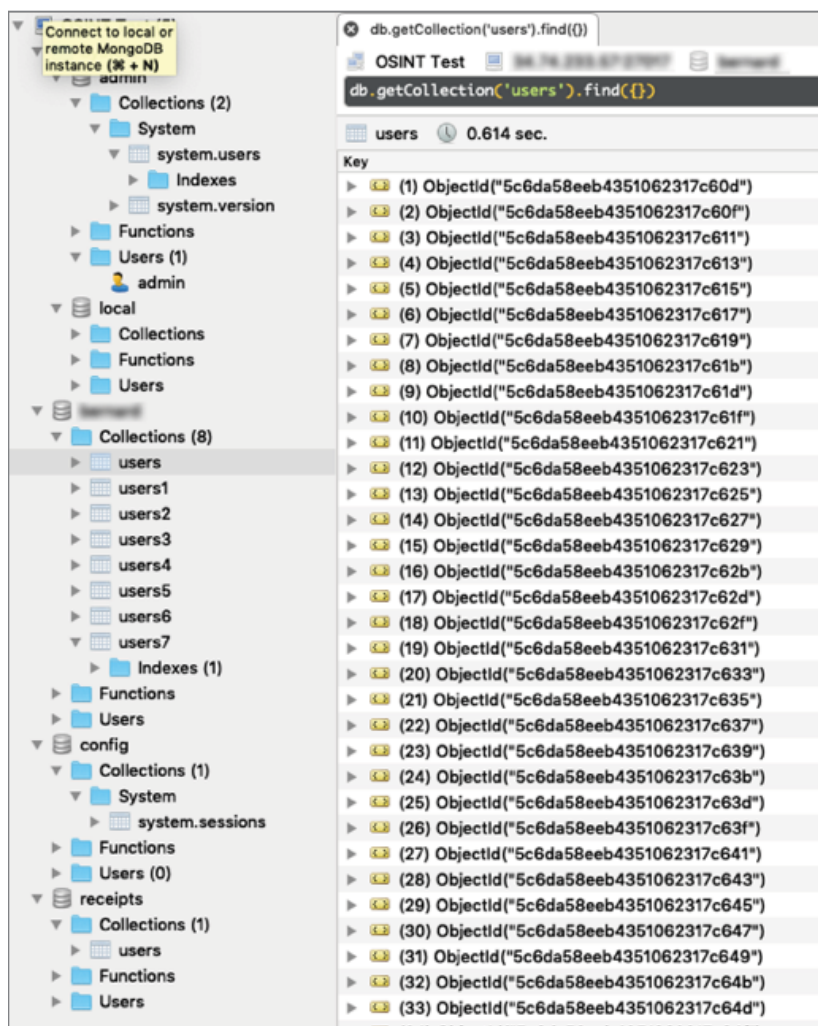 Connect to local or
remote MongoDB
instance (⌘ + N)
admin
Collections (2)
System
system.users
Indexes
system.version
Functions
Users (1)
admin
local
Collections
Functions
Users
Collections (8)
users
users1
users2
users3
users4
users5
users6
users7
Indexes (1)
Functions
Users
config
Collections (1)
System
system.sessions
Functions
Users (0)
receipts
Collections (1)
users
Functions
Users
db.getCollection('users').find({})
OSINT Test
db.getCollection('users').find({})
users 0.614 sec.
Key
(1) ObjectId("5c6da58eeb4351062317c60d")
(2) ObjectId("5c6da58eeb4351062317c60f")
(3) ObjectId("5c6da58eeb4351062317c611")
(4) ObjectId("5c6da58eeb4351062317c613")
(5) ObjectId("5c6da58eeb4351062317c615")
(6) ObjectId("5c6da58eeb4351062317c617")
(7) ObjectId("5c6da58eeb4351062317c619")
(8) ObjectId("5c6da58eeb4351062317c61b")
(9) ObjectId("5c6da58eeb4351062317c61d")
(10) ObjectId("5c6da58eeb4351062317c61f")
(11) ObjectId("5c6da58eeb4351062317c621")
(12) ObjectId("5c6da58eeb4351062317c623")
(13) ObjectId("5c6da58eeb4351062317c625")
(14) ObjectId("5c6da58eeb4351062317c627")
(15) ObjectId("5c6da58eeb4351062317c629")
(16) ObjectId("5c6da58eeb4351062317c62b")
(17) ObjectId("5c6da58eeb4351062317c62d")
(18) ObjectId("5c6da58eeb4351062317c62f")
(19) ObjectId("5c6da58eeb4351062317c631")
(20) ObjectId("5c6da58eeb4351062317c633")
(21) ObjectId("5c6da58eeb4351062317c635")
(22) ObjectId("5c6da58eeb4351062317c637")
(23) ObjectId("5c6da58eeb4351062317c639")
(24) ObjectId("5c6da58eeb4351062317c63b")
(25) ObjectId("5c6da58eeb4351062317c63d")
(26) ObjectId("5c6da58eeb4351062317c63f")
(27) ObjectId("5c6da58eeb4351062317c641")
(28) ObjectId("5c6da58eeb4351062317c643")
(29) ObjectId("5c6da58eeb4351062317c645")
(30) ObjectId("5c6da58eeb4351062317c647")
(31) ObjectId("5c6da58eeb4351062317c649")
(32) ObjectId("5c6da58eeb4351062317c64b")
(33) ObjectId("5c6da58eeb4351062317c64d")